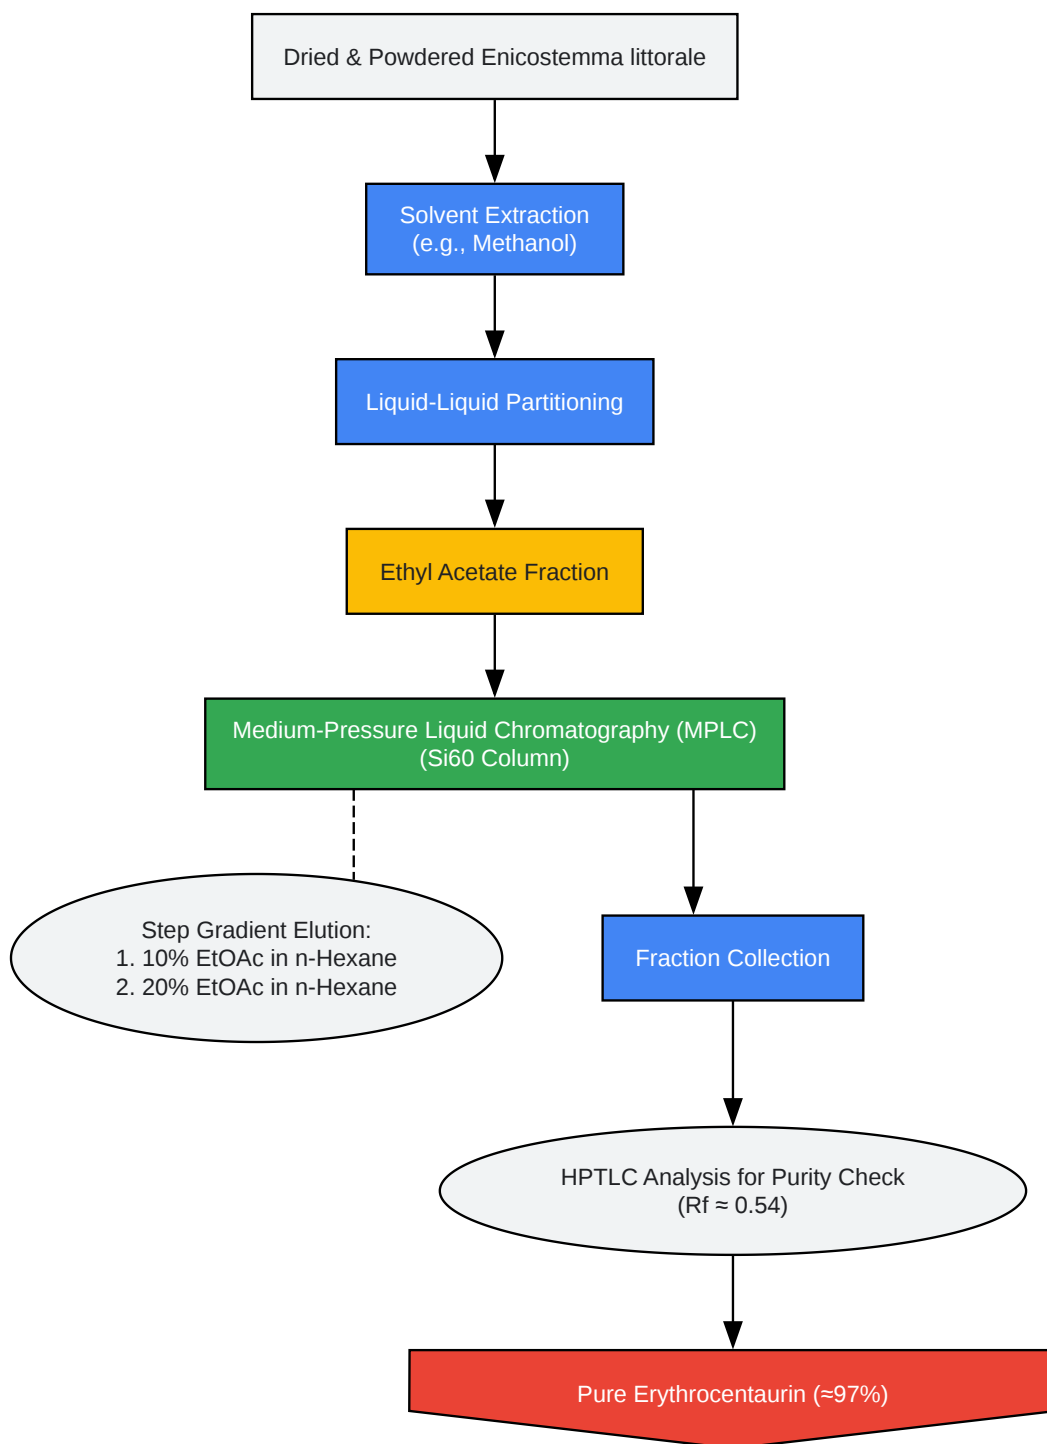 Dried & Powdered Enicostemma littorale
Solvent Extraction
(e.g., Methanol)
Liquid-Liquid Partitioning
Ethyl Acetate Fraction
Medium-Pressure Liquid Chromatography (MPLC)
(Si60 Column)
Step Gradient Elution:
1. 10% EtOAc in n-Hexane
2. 20% EtOAc in n-Hexane
Fraction Collection
HPTLC Analysis for Purity Check
(Rf ≈ 0.54)
Pure Erythrocentaurin (≈97%)